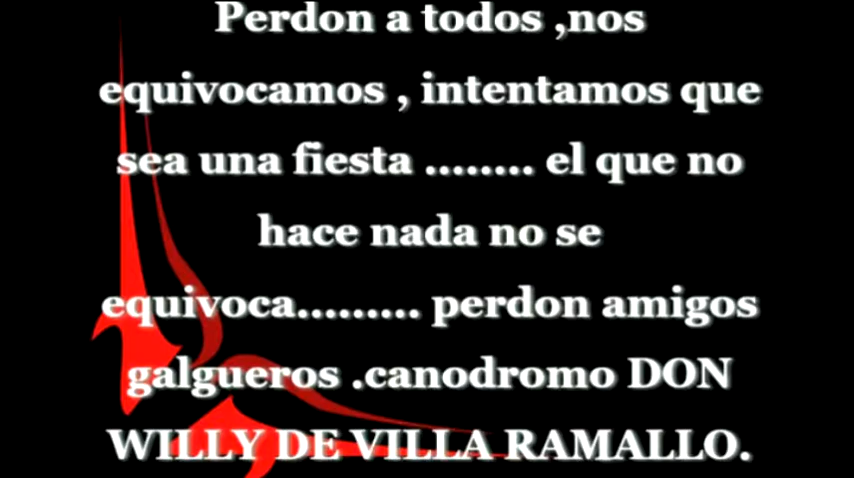 Perdon a todos ,nos
equivocamos , intentamos que
sea una fiesta ........ el que no
hace nada no se
equivoca......... perdon amigos
galgueros .canodromo DON
WILLY DE VILLA RAMALLO.